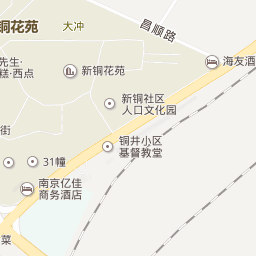 铜花苑
大冲
昌顺路
先生·
糕·西点
新铜花苑
海友酒
新铜社区
人口文化园
街
铜井小区
基督教堂
31幢
南京亿佳
商务酒店
菜